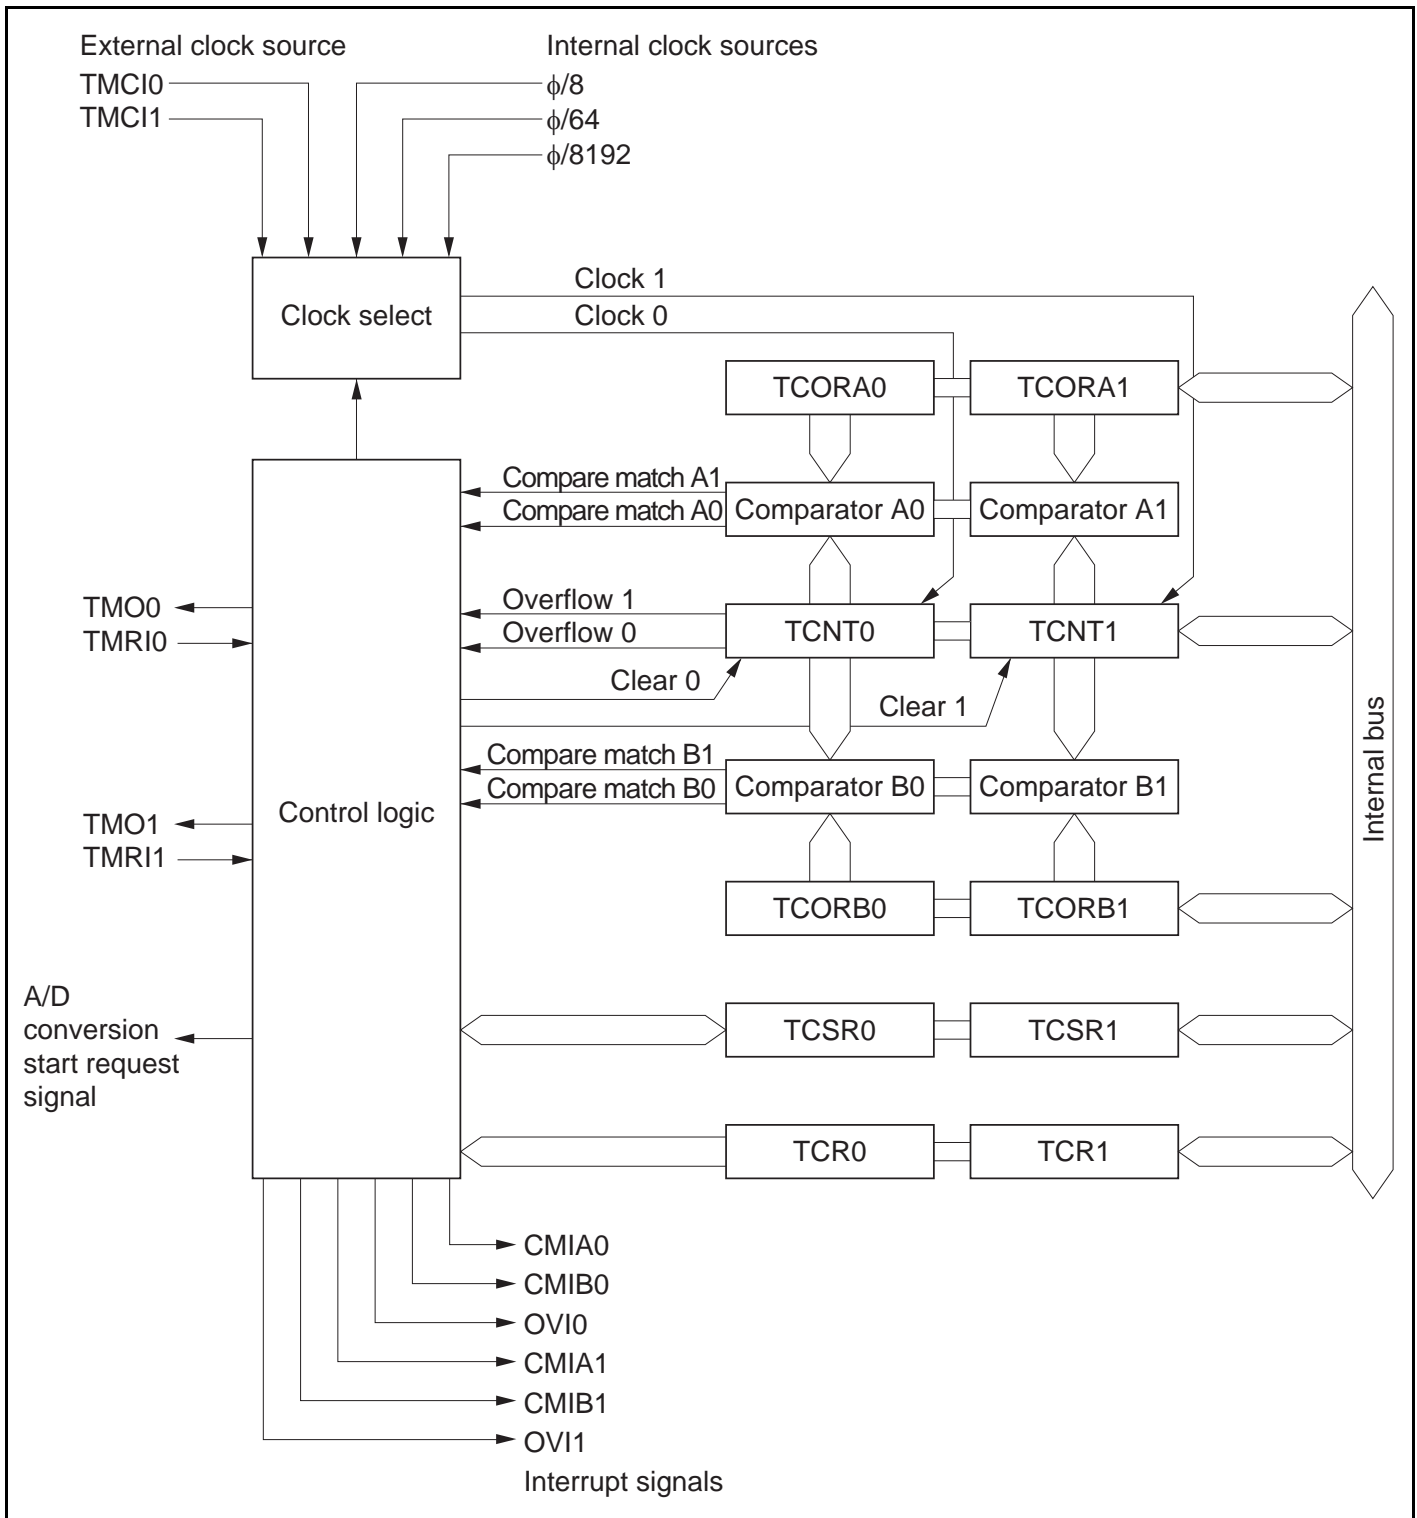 External clock source
Internal clock sources
TMCI0
ϕ/8
TMCI1
ϕ/64
ϕ/8192
Clock 1
Clock select
Clock 0
TCORA0
TCORA1
Compare match A1
Compare match A0
Comparator A0
Comparator A1
TMO0
Overflow 1
TMRI0
Overflow 0
TCNT0
TCNT1
Clear 0
Clear 1
Internal bus
Compare match B1
Compare match B0
Comparator B0
Comparator B1
Control logic
TMO1
TMRI1
TCORB0
TCORB1
A/D
conversion
start request
signal
TCSR0
TCSR1
TCR0
TCR1
CMIA0
CMIB0
OVI0
CMIA1
CMIB1
OVI1
Interrupt signals